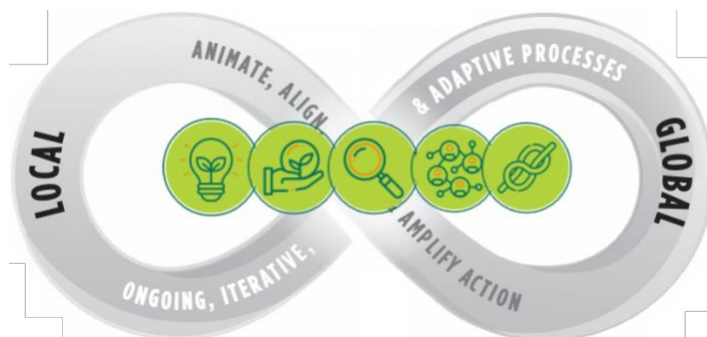 LOCAL
ANIMATE, ALIGN,
& AMPLIFY ACTION
GLOBAL
ONGOING, ITERATIVE,
& ADAPTIVE PROCESSES